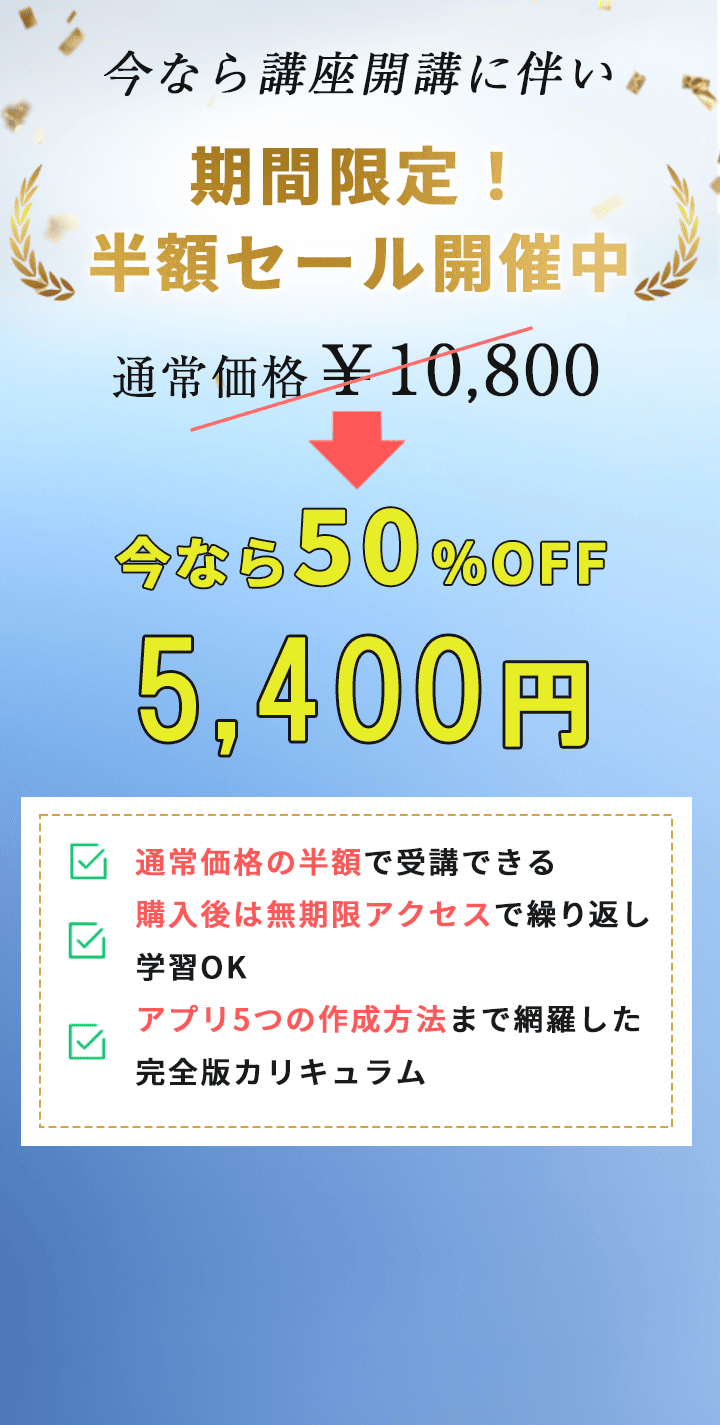 今なら講座開講に伴い
期間限定！
半額セール開催中
通常価格￥10,800
今なら50%OFF
5,400円
通常価格の半額で受講できる
購入後は無期限アクセスで繰り返し
学習OK
アプリ5つの作成方法まで網羅した
完全版カリキュラム